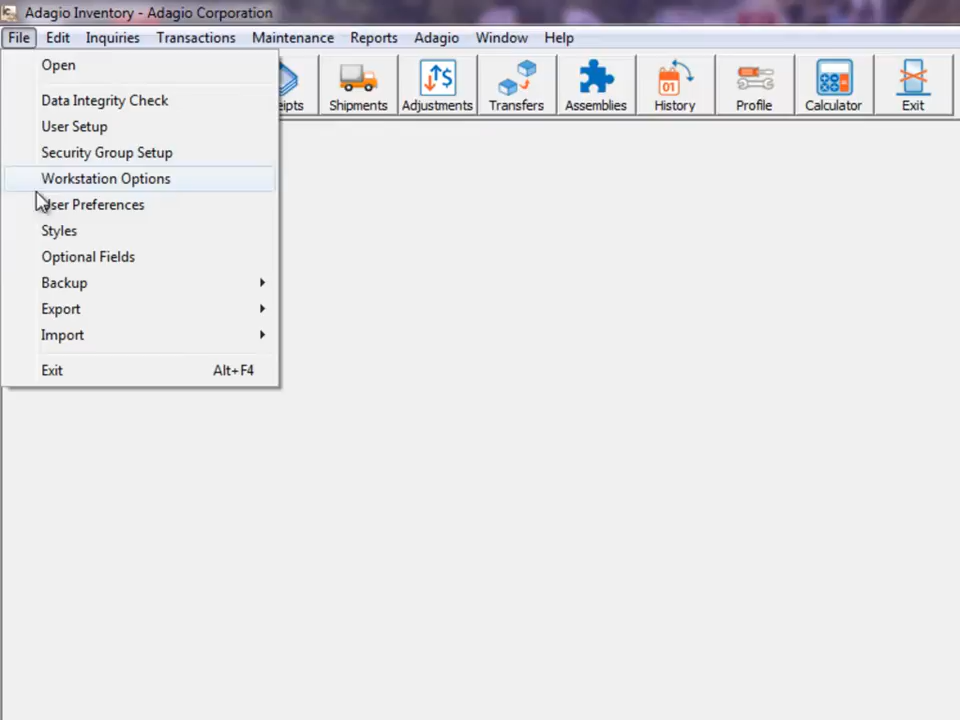 Adagio Inventory - Adagio Corporation
File Edit Inquiries Transactions Maintenance Reports Adagio Window Help
Shipments Adjustments Transfers Assemblies History Profile Calculator Exit
Open
Data Integrity Check
User Setup
Security Group Setup
Workstation Options
User Preferences
Styles
Optional Fields
Backup
Export
Import
Exit Alt+F4